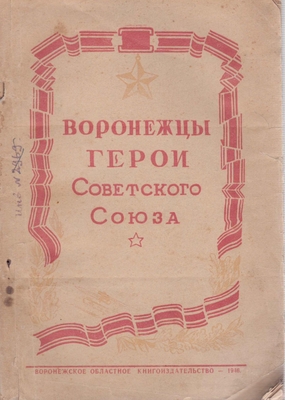 ВОРОНЕЖЦЫ
ГЕРОИ
СОВЕТСКОГО
СОЮЗА
ВОРОНЕЖСКОЕ ОБЛАСТНОЕ КНИГОИЗДАТЕЛЬСТВО —